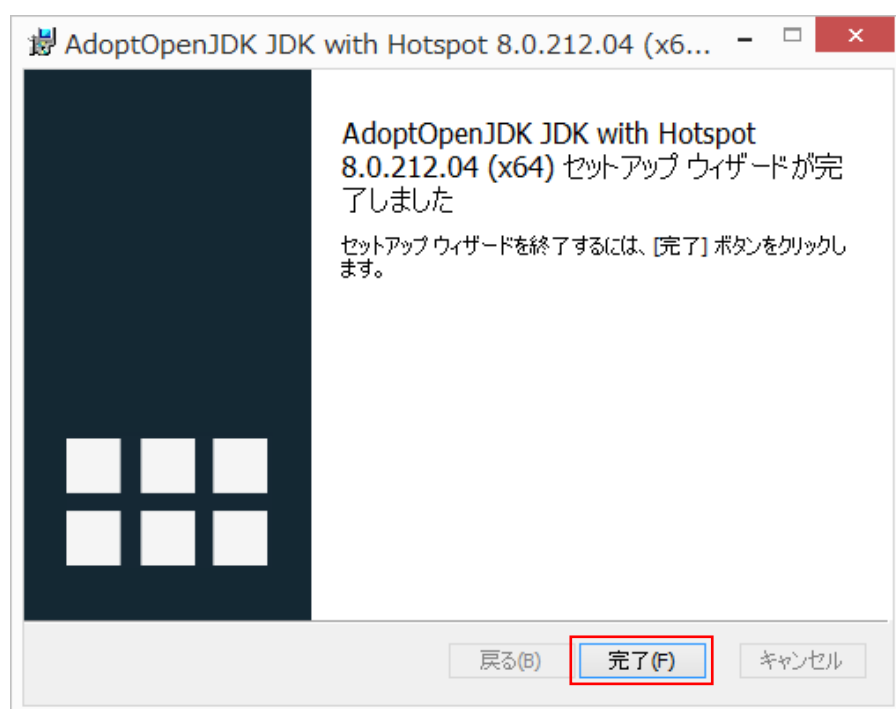 AdoptOpenJDK JDK with Hotspot 8.0.212.04 (x6...
AdoptOpenJDK JDK with Hotspot
8.0.212.04 (x64) セットアップ ウィザードが完
了しました
セットアップ ウィザードを終了するには、[完了] ボタンをクリックし
ます。
戻る(B) 完了(F) キャンセル